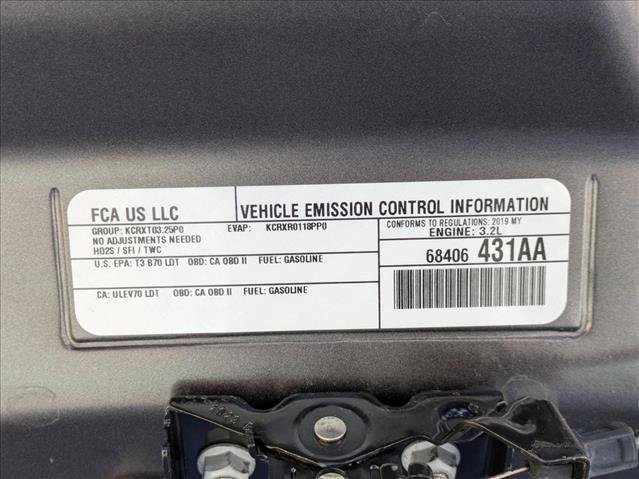 FCA US LLC
VEHICLE EMISSION CONTROL INFORMATION
GROUP: KCRXT03.25P0 EVAP: KCRXR0118PP0
CONFORMS TO REGULATIONS: 2019 MY
NO ADJUSTMENTS NEEDED
ENGINE: 3.2L
HO2S / SFI / TWC
68406 431AA
U.S. EPA: T3 B70 LDT OBD: CA OBD II FUEL: GASOLINE
CA: ULEV70 LDT OBD: CA OBD II FUEL: GASOLINE